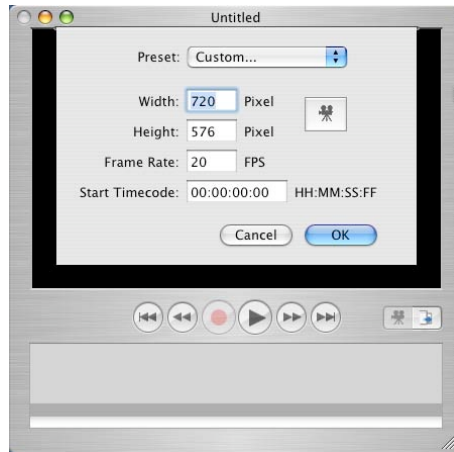 Untitled
Preset: Custom...
Width: 720 Pixel
Height: 576 Pixel
Frame Rate: 20 FPS
Start Timecode: 00:00:00:00 HH:MM:SS:FF
Cancel OK